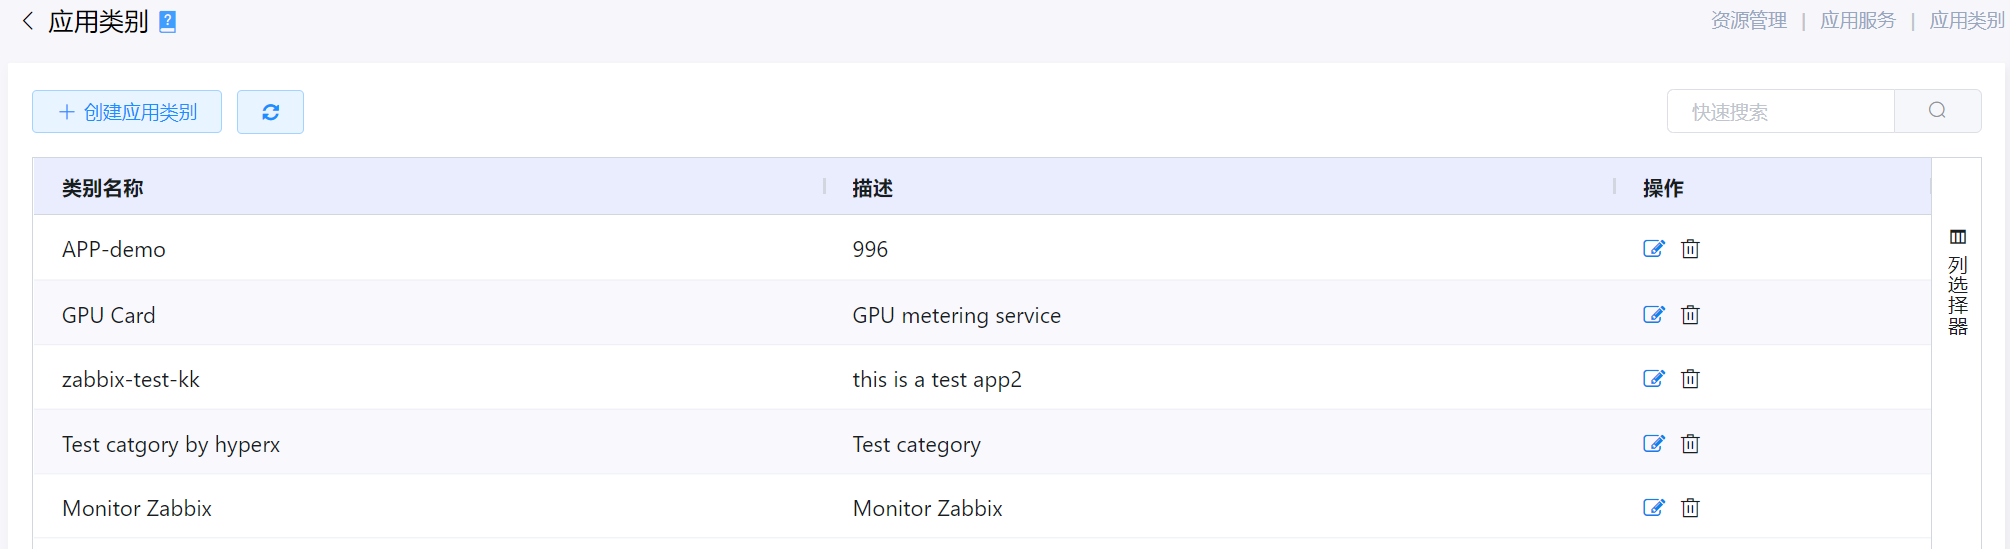 应用类别 ?
资源管理 | 应用服务 | 应用类别
创建应用类别
快速搜索
类别名称 描述 操作
APP-demo 996
GPU Card GPU metering service
zabbix-test-kk this is a test app2
Test catgory by hyperx Test category
Monitor Zabbix Monitor Zabbix
列选择器